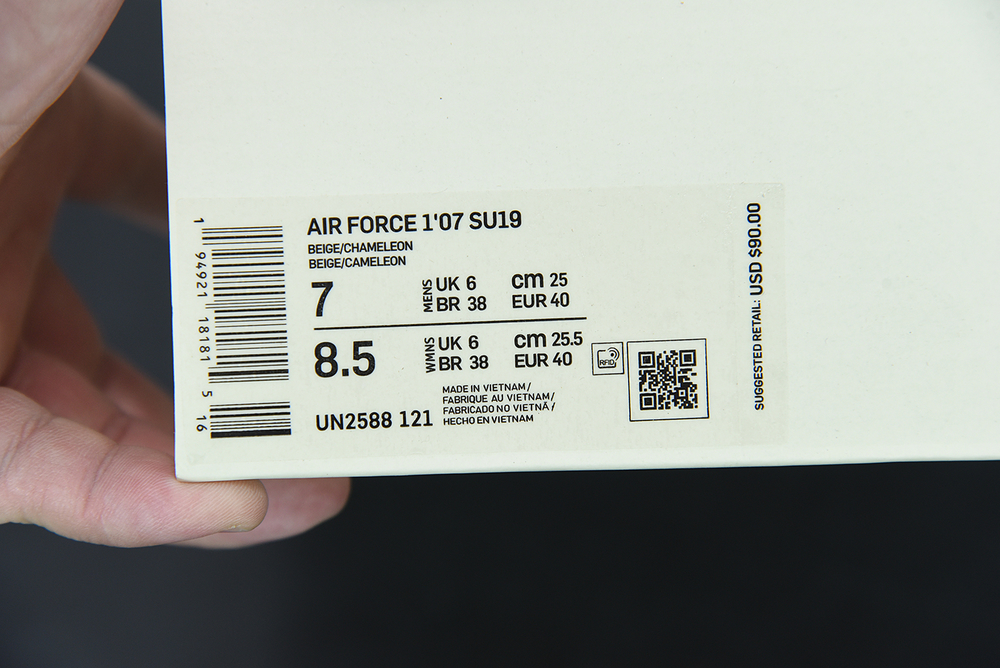 AIR FORCE 1'07 SU19
BEIGE/CHAMELEON
BEIGE/CAMELEON
7
MENS
UK 6
BR 38
cm 25
EUR 40
8.5
WMNS
UK 6
BR 38
cm 25.5
EUR 40
RFID
UN2588 121
MADE IN VIETNAM/
FABRIQUE AU VIETNAM/
FABRICADO NO VIETNÃ/
HECHO EN VIETNAM
1 94921 18181 5 16
SUGGESTED RETAIL: USD $90.00